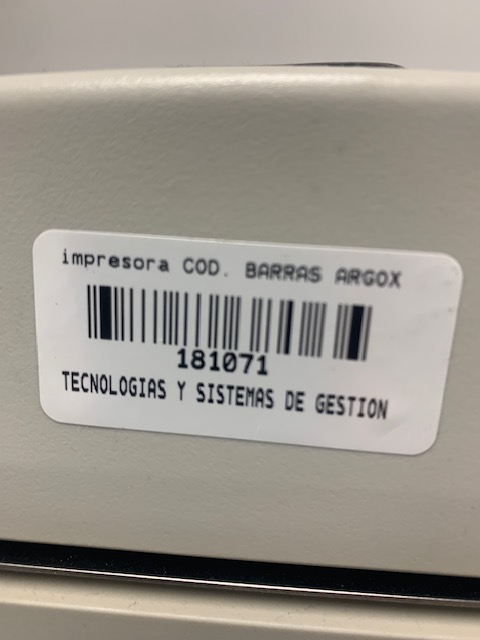 impresora COD. BARRAS ARGOX
181071
TECNOLOGIAS Y SISTEMAS DE GESTION